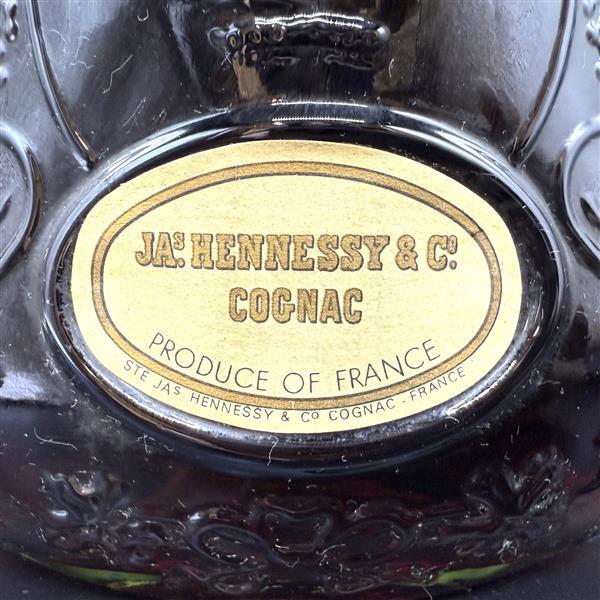 JAS. HENNESSY & CO.
COGNAC
PRODUCE OF FRANCE
STE JAS HENNESSY & CO COGNAC - FRANCE